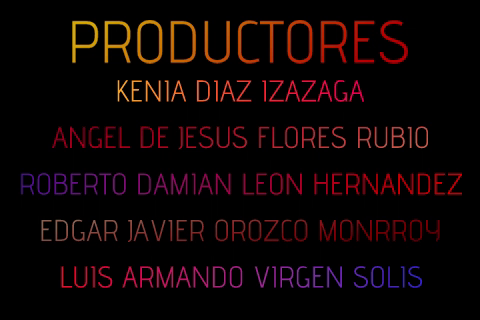 PRODUCTORES
KENIA DIAZ IZAZAGA
ANGEL DE JESUS FLORES RUBIO
ROBERTO DAMIAN LEON HERNANDEZ
EDGAR JAVIER OROZCO MONRROY
LUIS ARMANDO VIRGEN SOLIS